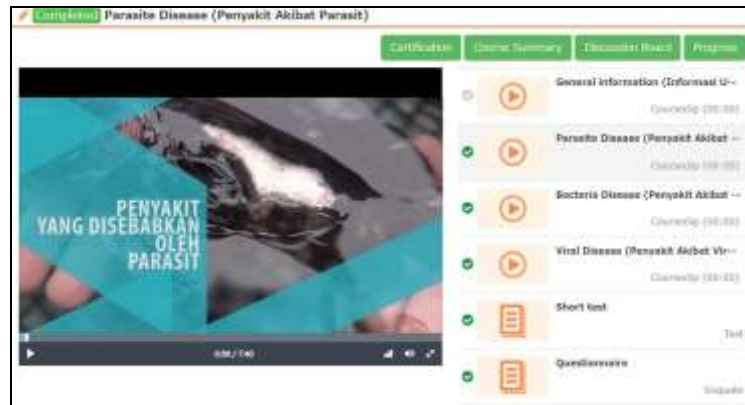 Completed Parasite Disease (Penyakit Akibat Parasit)
Certification Course Summary Discussion Board Progress
PENYAKIT
YANG DISEBABKAN
OLEH
PARASIT
General information (Informasi U--
Parasite Disease (Penyakit Akibat --
Bacteria Disease (Penyakit Akibat --
Viral Disease (Penyakit Akibat Vir--
Short test
Test
Questionnaire